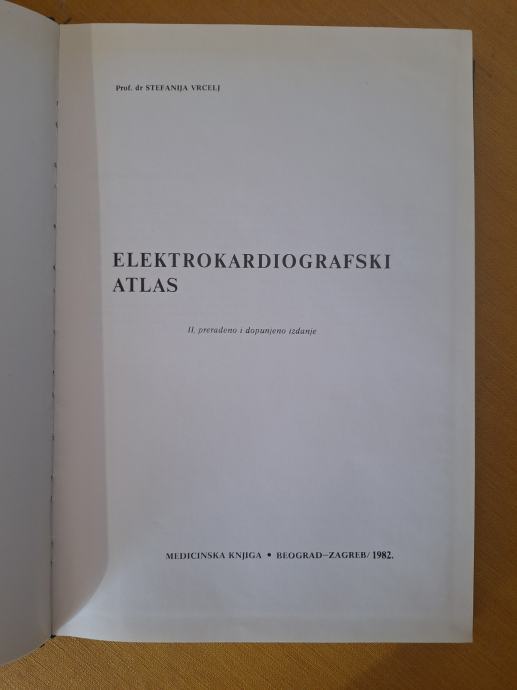 Prof. dr STEFANIJA VRCELJ
ELEKTROKARDIOGRAFSKI
ATLAS
II, prerađeno i dopunjeno izdanje
MEDICINSKA KNJIGA • BEOGRAD–ZAGREB/1982.